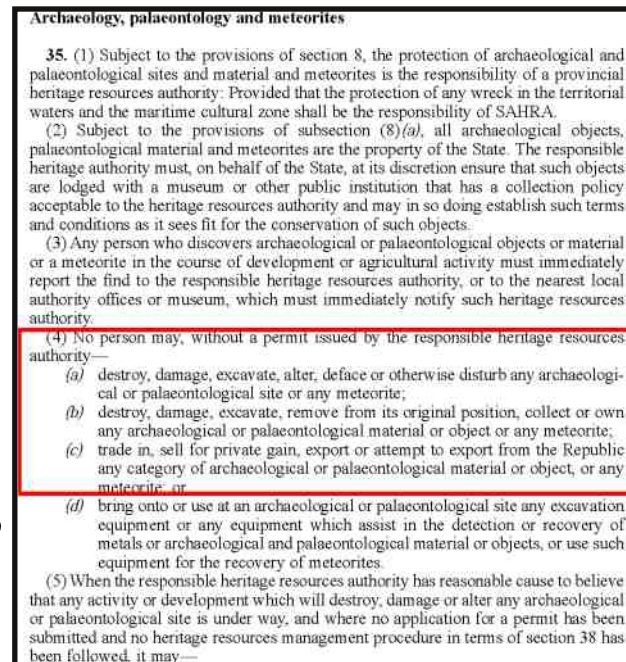 Archaeology, palaeontology and meteorites
35. (1) Subject to the provisions of section 8, the protection of archaeological and
palaeontological sites and material and meteorites is the responsibility of a provincial
heritage resources authority: Provided that the protection of any wreck in the territorial
waters and the maritime cultural zone shall be the responsibility of SAHRA.
(2) Subject to the provisions of subsection (8)(a), all archaeological objects,
palaeontological material and meteorites are the property of the State. The responsible
heritage authority must, on behalf of the State, at its discretion ensure that such objects
are lodged with a museum or other public institution that has a collection policy
acceptable to the heritage resources authority and may in so doing establish such terms
and conditions as it sees fit for the conservation of such objects.
(3) Any person who discovers archaeological or palaeontological objects or material
or a meteorite in the course of development or agricultural activity must immediately
report the find to the responsible heritage resources authority, or to the nearest local
authority offices or museum, which must immediately notify such heritage resources
authority.
(4) No person may, without a permit issued by the responsible heritage resources
authority—
(a) destroy, damage, excavate, alter, deface or otherwise disturb any archaeologi-
cal or palaeontological site or any meteorite;
(b) destroy, damage, excavate, remove from its original position, collect or own
any archaeological or palaeontological material or object or any meteorite;
(c) trade in, sell for private gain, export or attempt to export from the Republic
any category of archaeological or palaeontological material or object, or any
meteorite; or
(d) bring onto or use at an archaeological or palaeontological site any excavation
equipment or any equipment which assist in the detection or recovery of
metals or archaeological and palaeontological material or objects, or use such
equipment for the recovery of meteorites.
(5) When the responsible heritage resources authority has reasonable cause to believe
that any activity or development which will destroy, damage or alter any archaeological
or palaeontological site is under way, and where no application for a permit has been
submitted and no heritage resources management procedure in terms of section 38 has
been followed, it may—